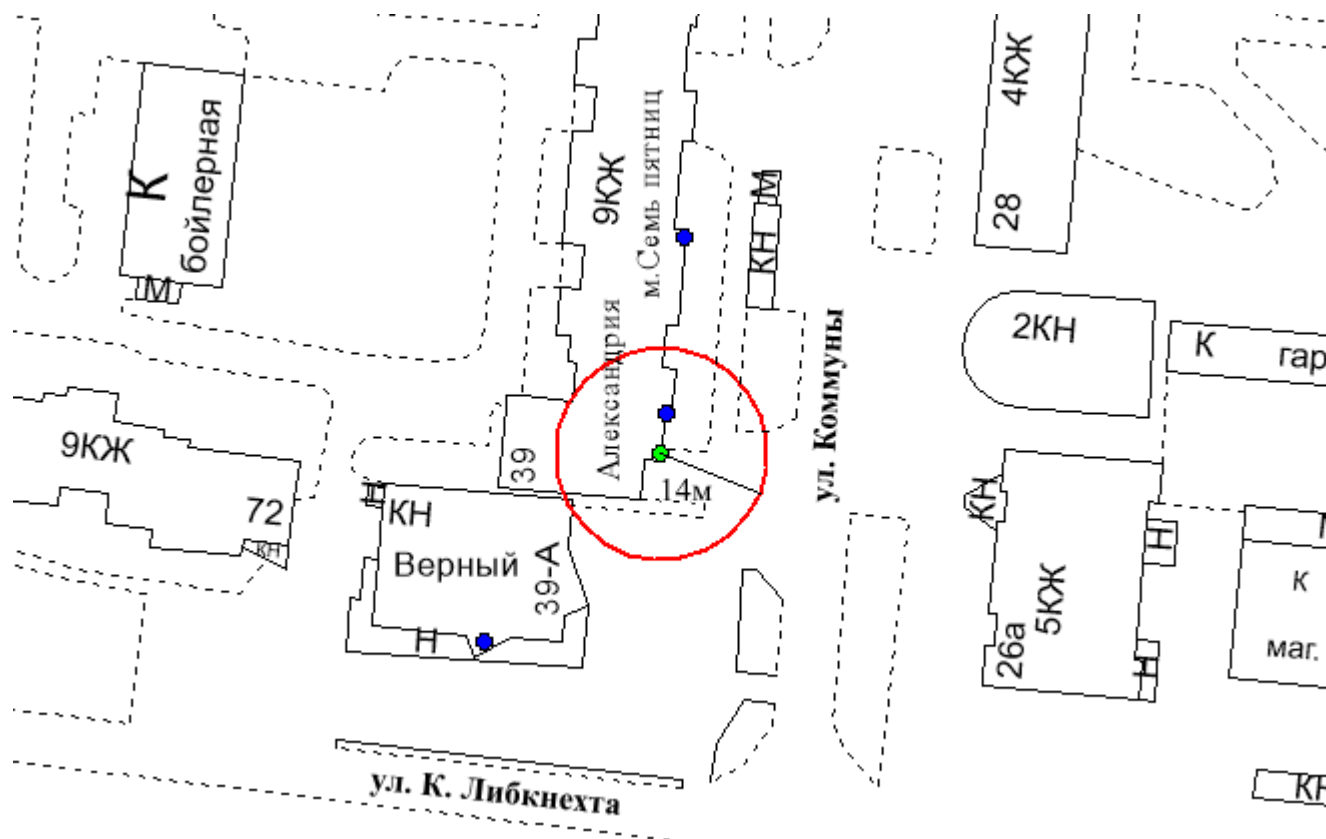 4КЖ
К
бойлерная
М
9КЖ
м.Семь пятниц
М
КН
28
Александрия
ул. Коммуны
2КН
К
гар
9КЖ
72
КН
39
14м
Н
КН
Верный
39-А
Н
КН
5КЖ
26а
Н
Н
К
маг.
ул. К. Либкнехта
КН